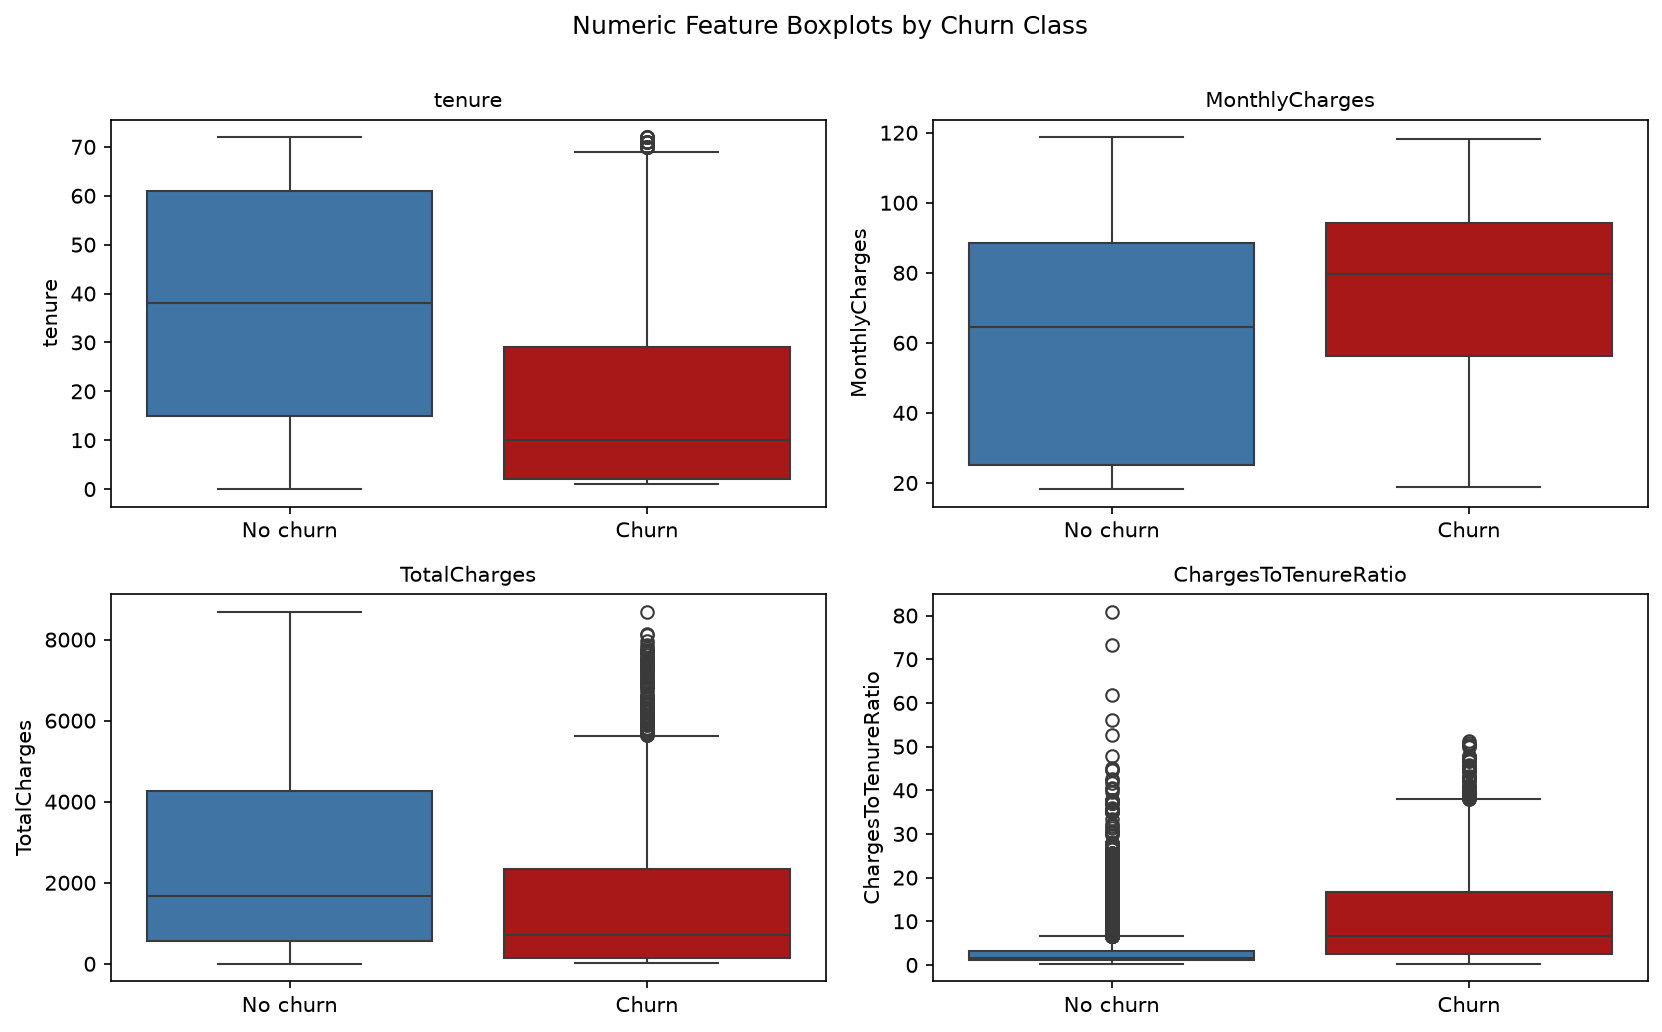 Numeric Feature Boxplots by Churn Class
tenure
tenure
70
60
50
40
30
20
10
0
No churn
Churn
MonthlyCharges
MonthlyCharges
120
100
80
60
40
20
No churn
Churn
TotalCharges
TotalCharges
8000
6000
4000
2000
0
No churn
Churn
ChargesToTenureRatio
ChargesToTenureRatio
80
70
60
50
40
30
20
10
0
No churn
Churn